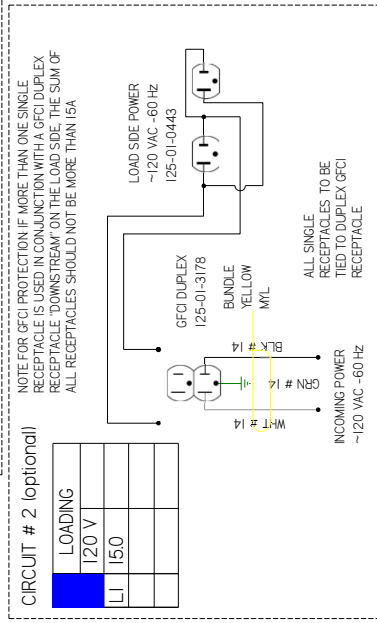 CIRCUIT # 2 (optional)
LOADING
120 V
L1 15.0
NOTE FOR GFCI PROTECTION: IF MORE THAN ONE SINGLE
RECEPTACLE IS USED IN CONJUNCTION WITH A GFCI DUPLEX
RECEPTACLE "DOWNSTREAM" ON THE LOAD SIDE, THE SUM OF
ALL RECEPTACLES SHOULD NOT BE MORE THAN 15A
LOAD SIDE POWER
~120 VAC -60 Hz
125-01-0443
GFCI DUPLEX
125-01-3178
BUNDLE
YELLOW
MYL
WHT # 14
GRN # 14
BLK # 14
INCOMING POWER
~120 VAC -60 Hz
ALL SINGLE
RECEPTACLES TO BE
TIED TO DUPLEX GFCI
RECEPTACLE